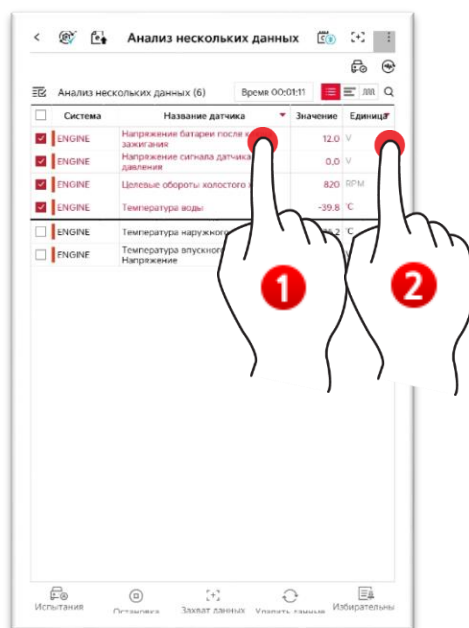 Анализ нескольких данных
Анализ нескольких данных (6) Время 00:01:11
Система Название датчика Значение Единица
ENGINE Напряжение батареи после
зажигания 12.0 V
ENGINE Напряжение сигнала датчика
давления 0.0 V
ENGINE Целевые обороты холостого 820 RPM
ENGINE Температура воды -39.8 °C
ENGINE Температура наружного °C
ENGINE Температура впускного
Напряжение
1 2
Испытания Остановка Захват данных Удалить данные Избирательны